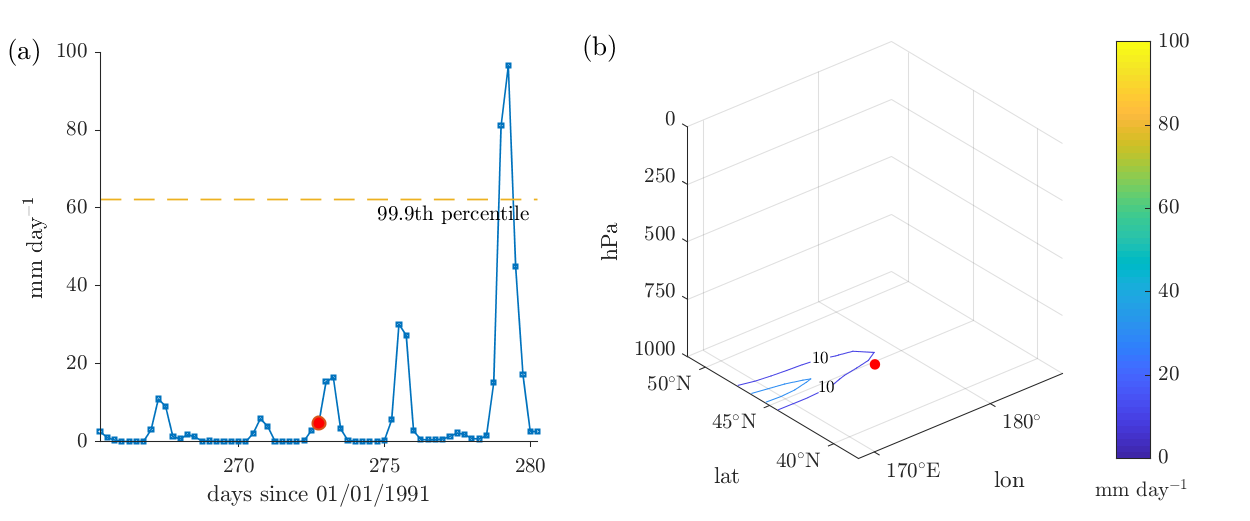 (a)
100
80
60
40
20
0
mm day−1
99.9th percentile
270 275 280
days since 01/01/1991
(b)
0
250
500
750
1000
hPa
10
10
50°N
45°N
40°N
lat
170°E
180°
lon
100
80
60
40
20
0
mm day−1